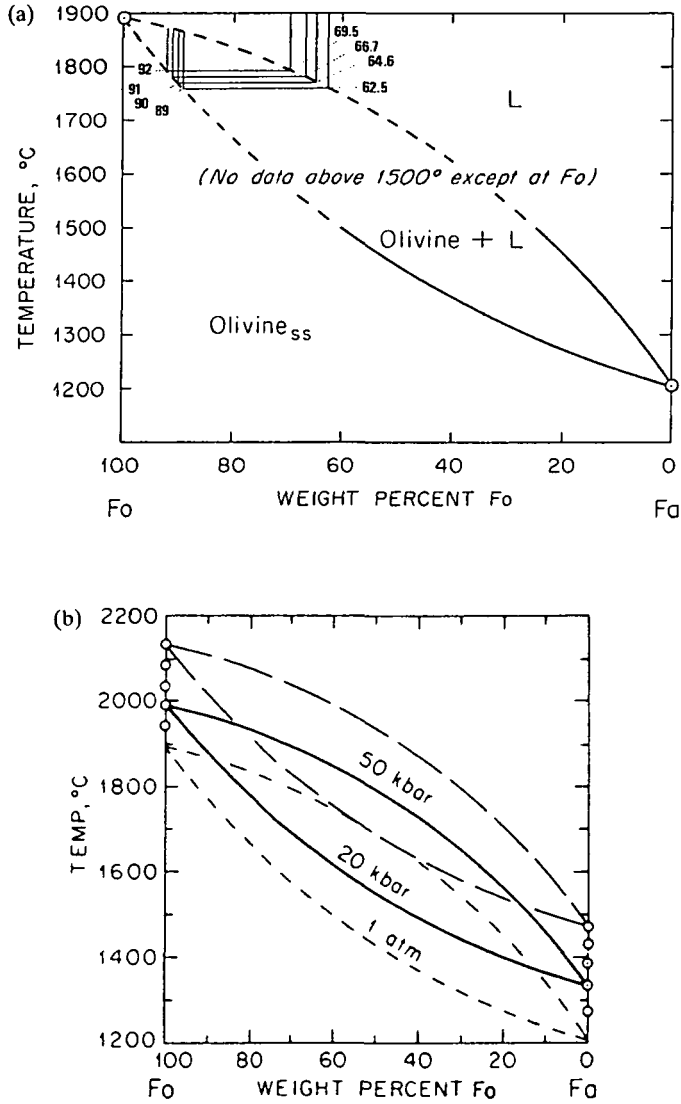 (a)
1900
1800
1700
1600
1500
1400
1300
1200
TEMPERATURE, °C
69.5
66.7
64.6
62.5
92
91
90
89
L
(No data above 1500° except at Fo)
Olivine + L
Olivine ss
100
80
60
40
20
0
Fo
WEIGHT PERCENT Fo
Fa
(b)
2200
2000
1800
1600
1400
1200
TEMP, °C
50 kbar
20 kbar
1 atm
100
80
60
40
20
0
Fo
WEIGHT PERCENT Fo
Fa